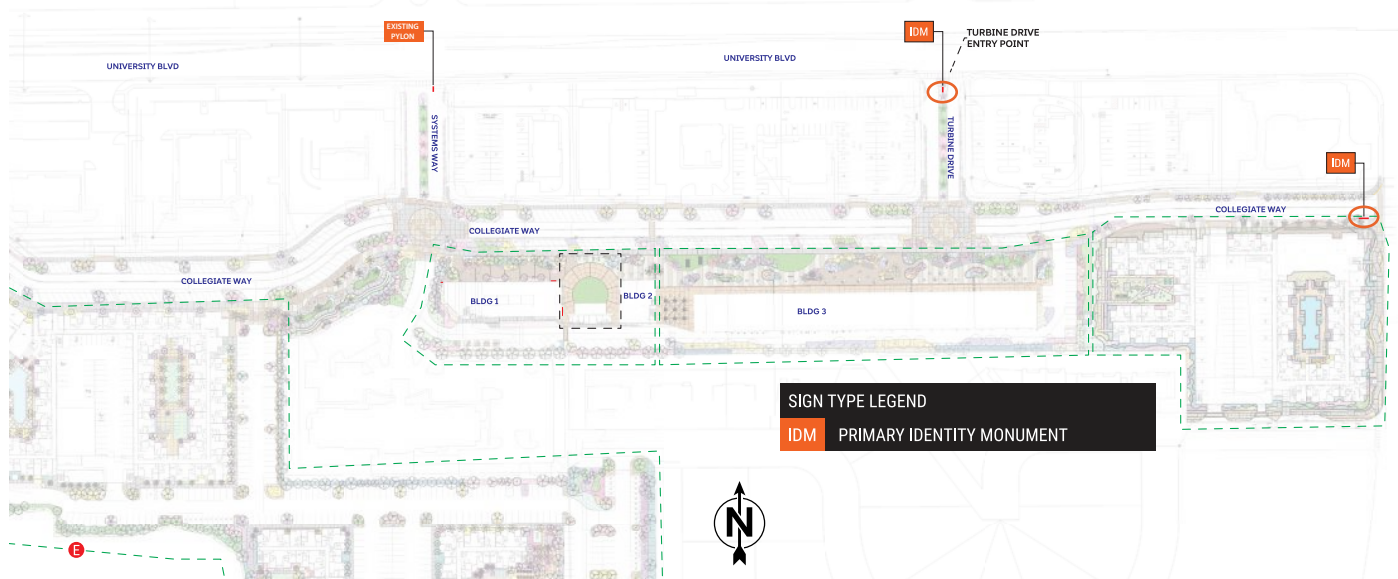 EXISTING
PYLON
IDM
TURBINE DRIVE
ENTRY POINT
UNIVERSITY BLVD
UNIVERSITY BLVD
SYSTEMS WAY
TURBINE DRIVE
IDM
COLLEGIATE WAY
COLLEGIATE WAY
COLLEGIATE WAY
BLDG 1
BLDG 2
BLDG 3
SIGN TYPE LEGEND
IDM PRIMARY IDENTITY MONUMENT
N
E